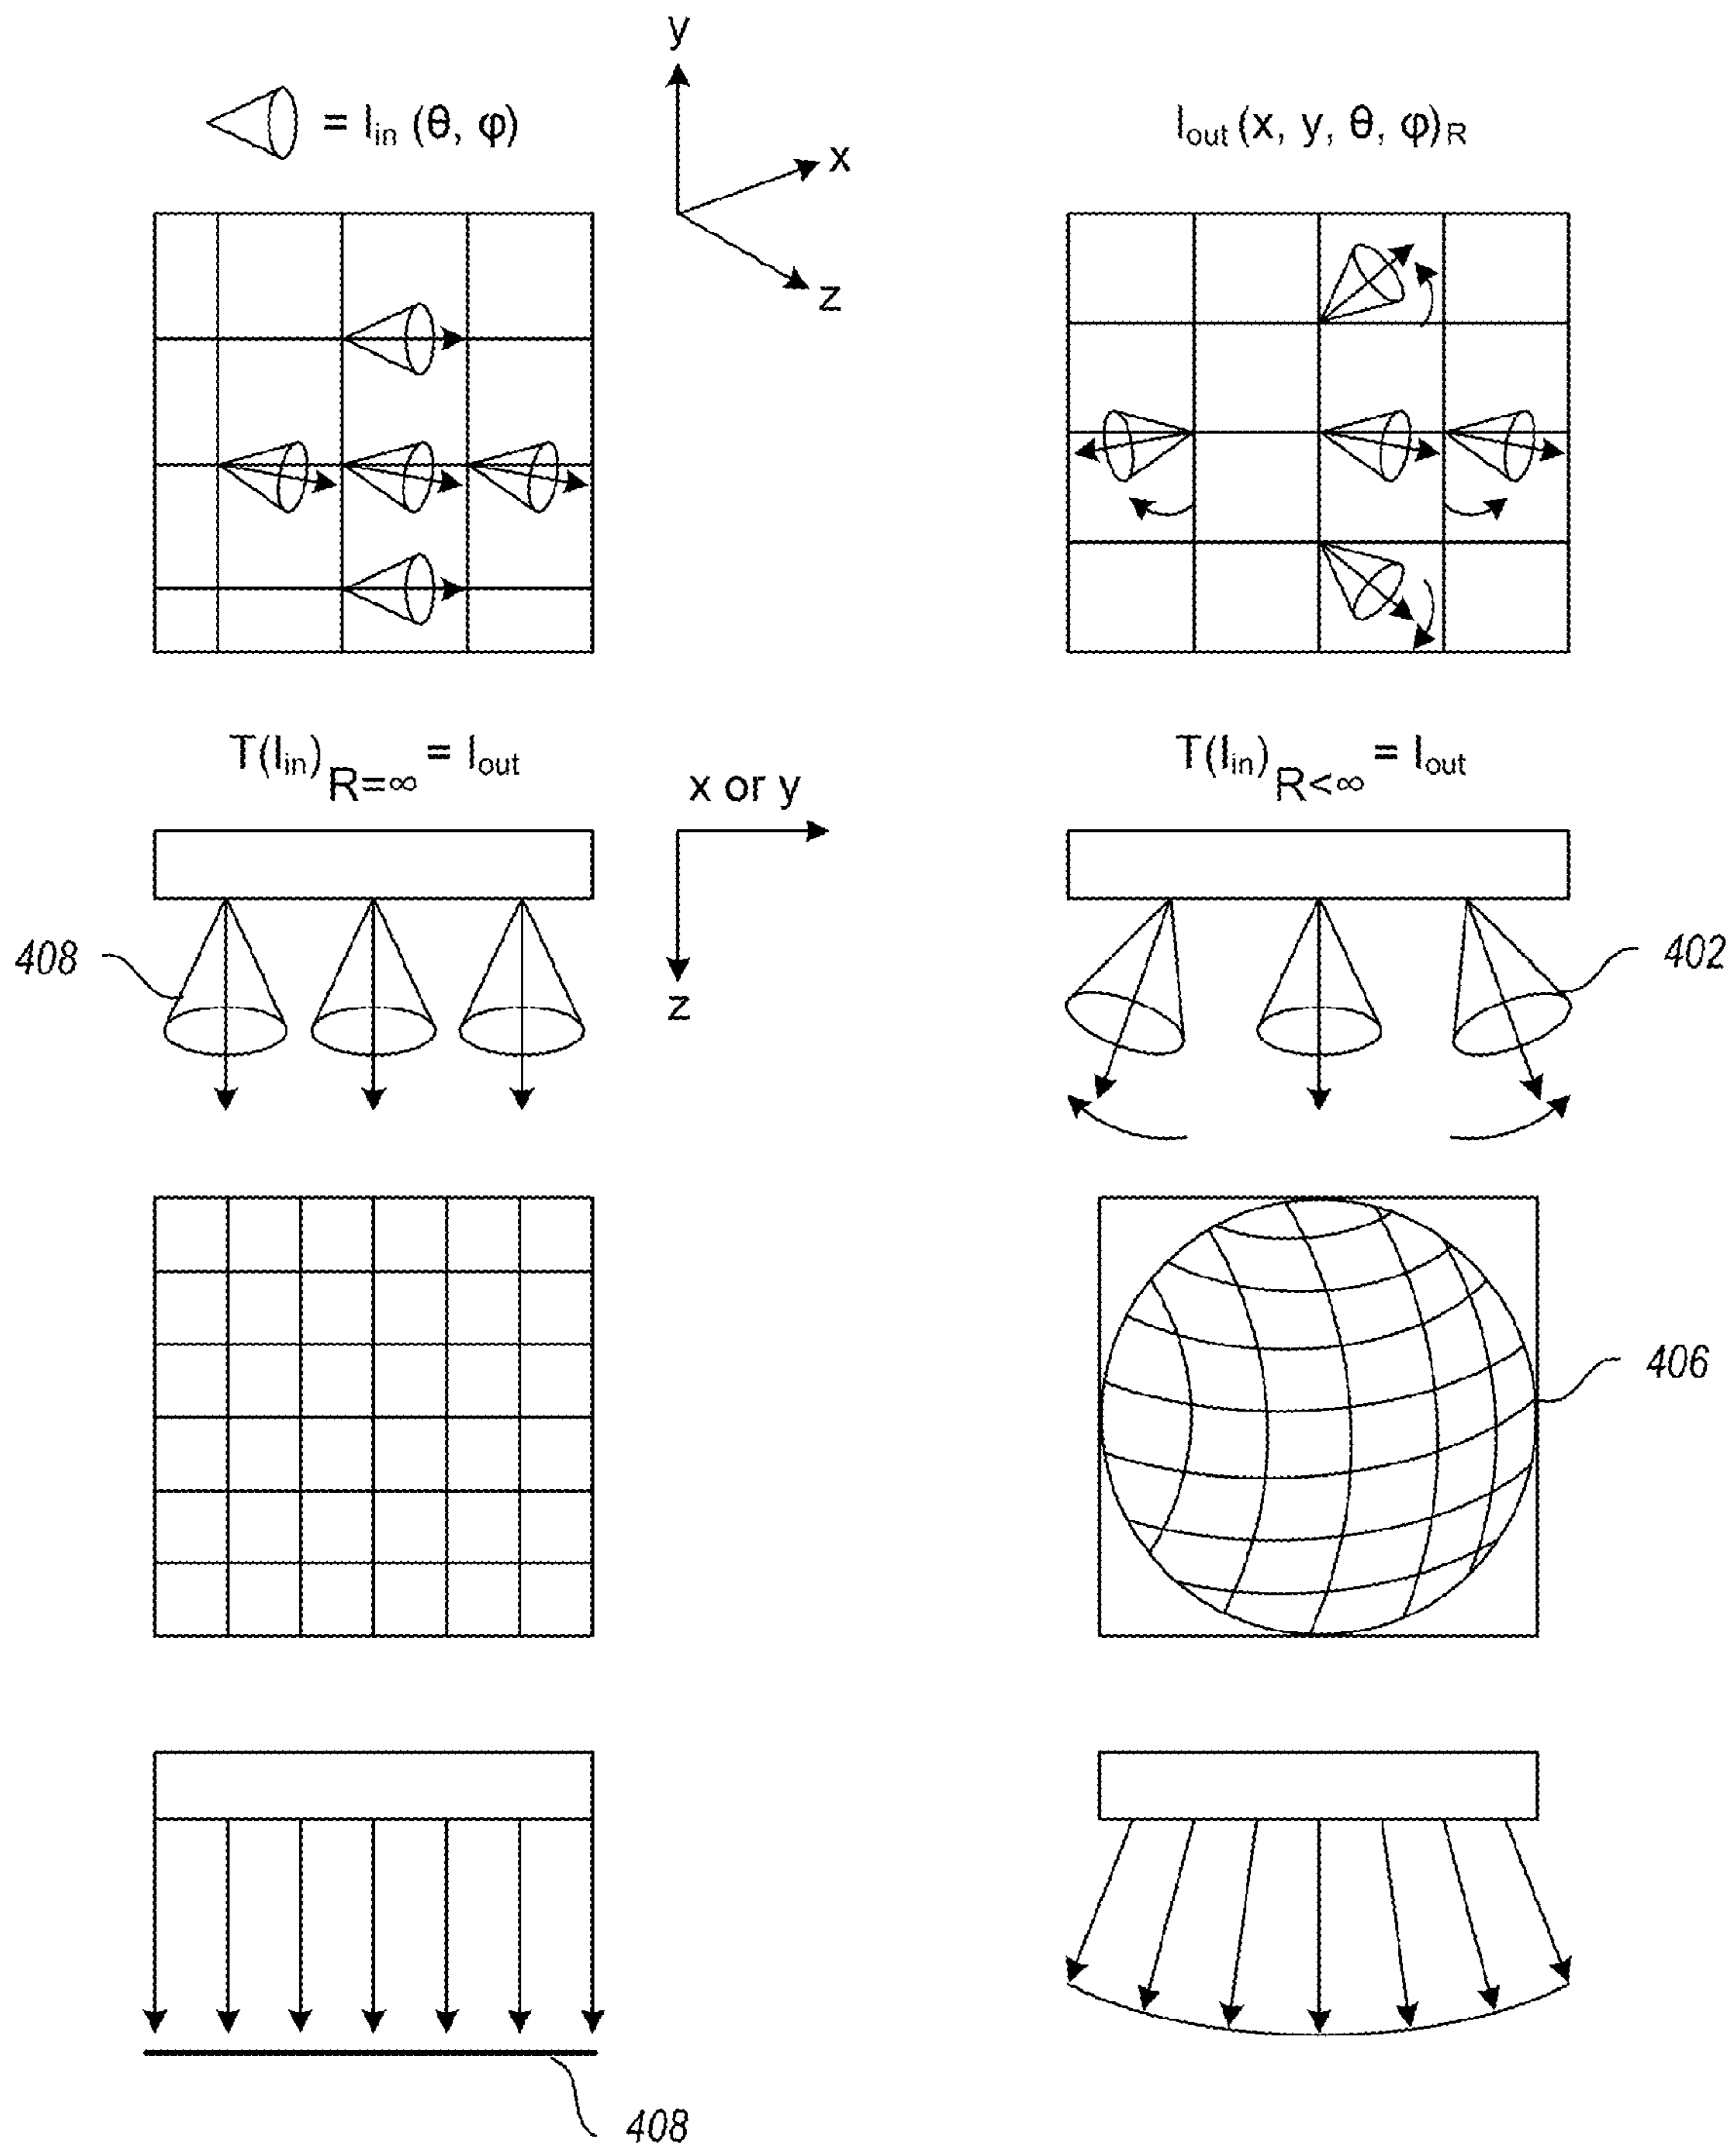 y
= I_in (θ, φ)
x
z
I_out (x, y, θ, φ)_R
T(I_in)_R=∞ = I_out
x or y
z
T(I_in)_R<∞ = I_out
408
402
406
408